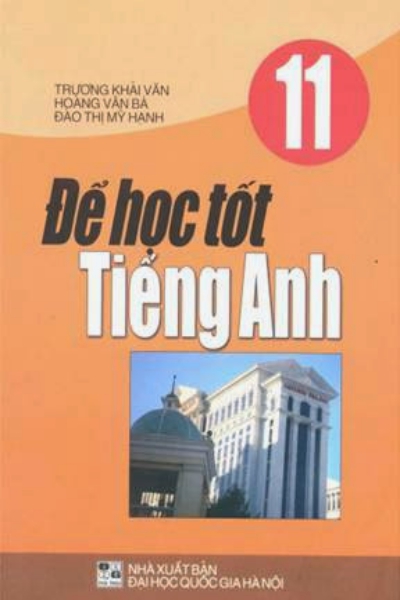 TRƯƠNG KHẢI VĂN
HOÀNG VĂN BÁ
ĐÀO THỊ MỸ HẠNH
11
Để học tốt
Tiếng Anh
NHÀ XUẤT BẢN
ĐẠI HỌC QUỐC GIA HÀ NỘI